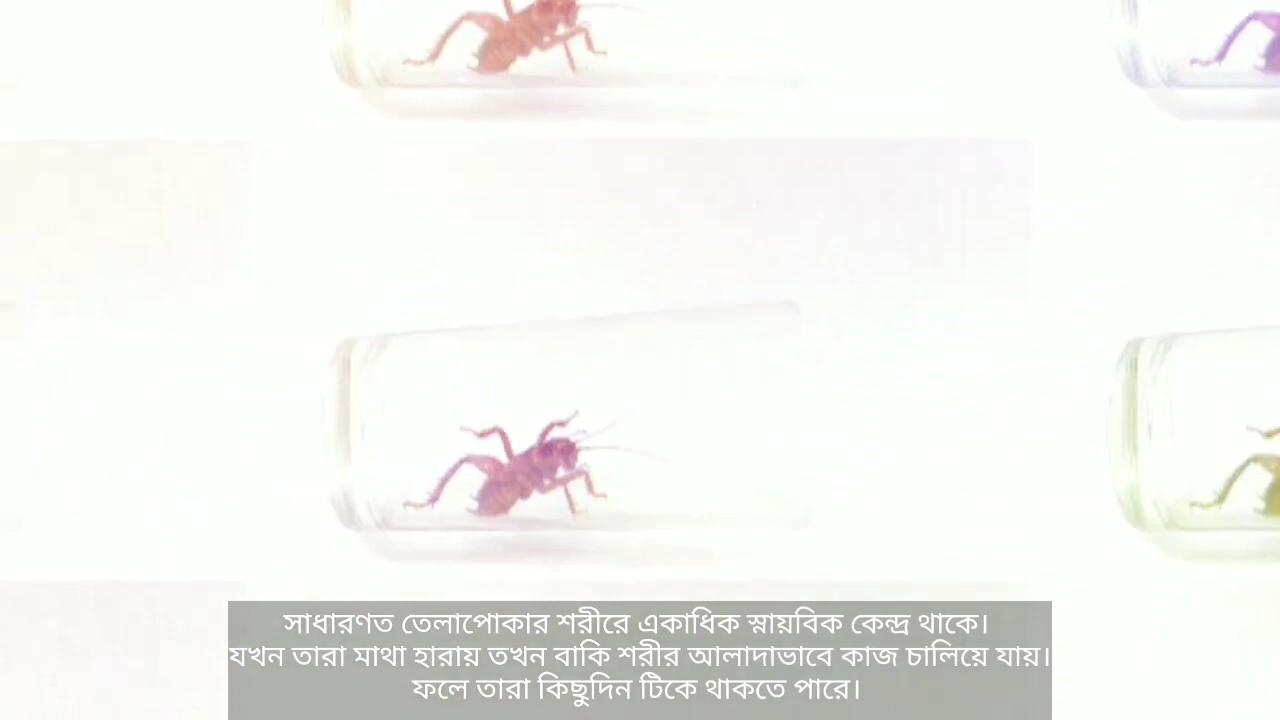 সাধারণত তেলাপোকার শরীরে একাধিক স্নায়বিক কেন্দ্র থাকে।
যখন তারা মাথা হারায় তখন বাকি শরীর আলাদাভাবে কাজ চালিয়ে যায়।
ফলে তারা কিছুদিন টিকে থাকতে পারে।